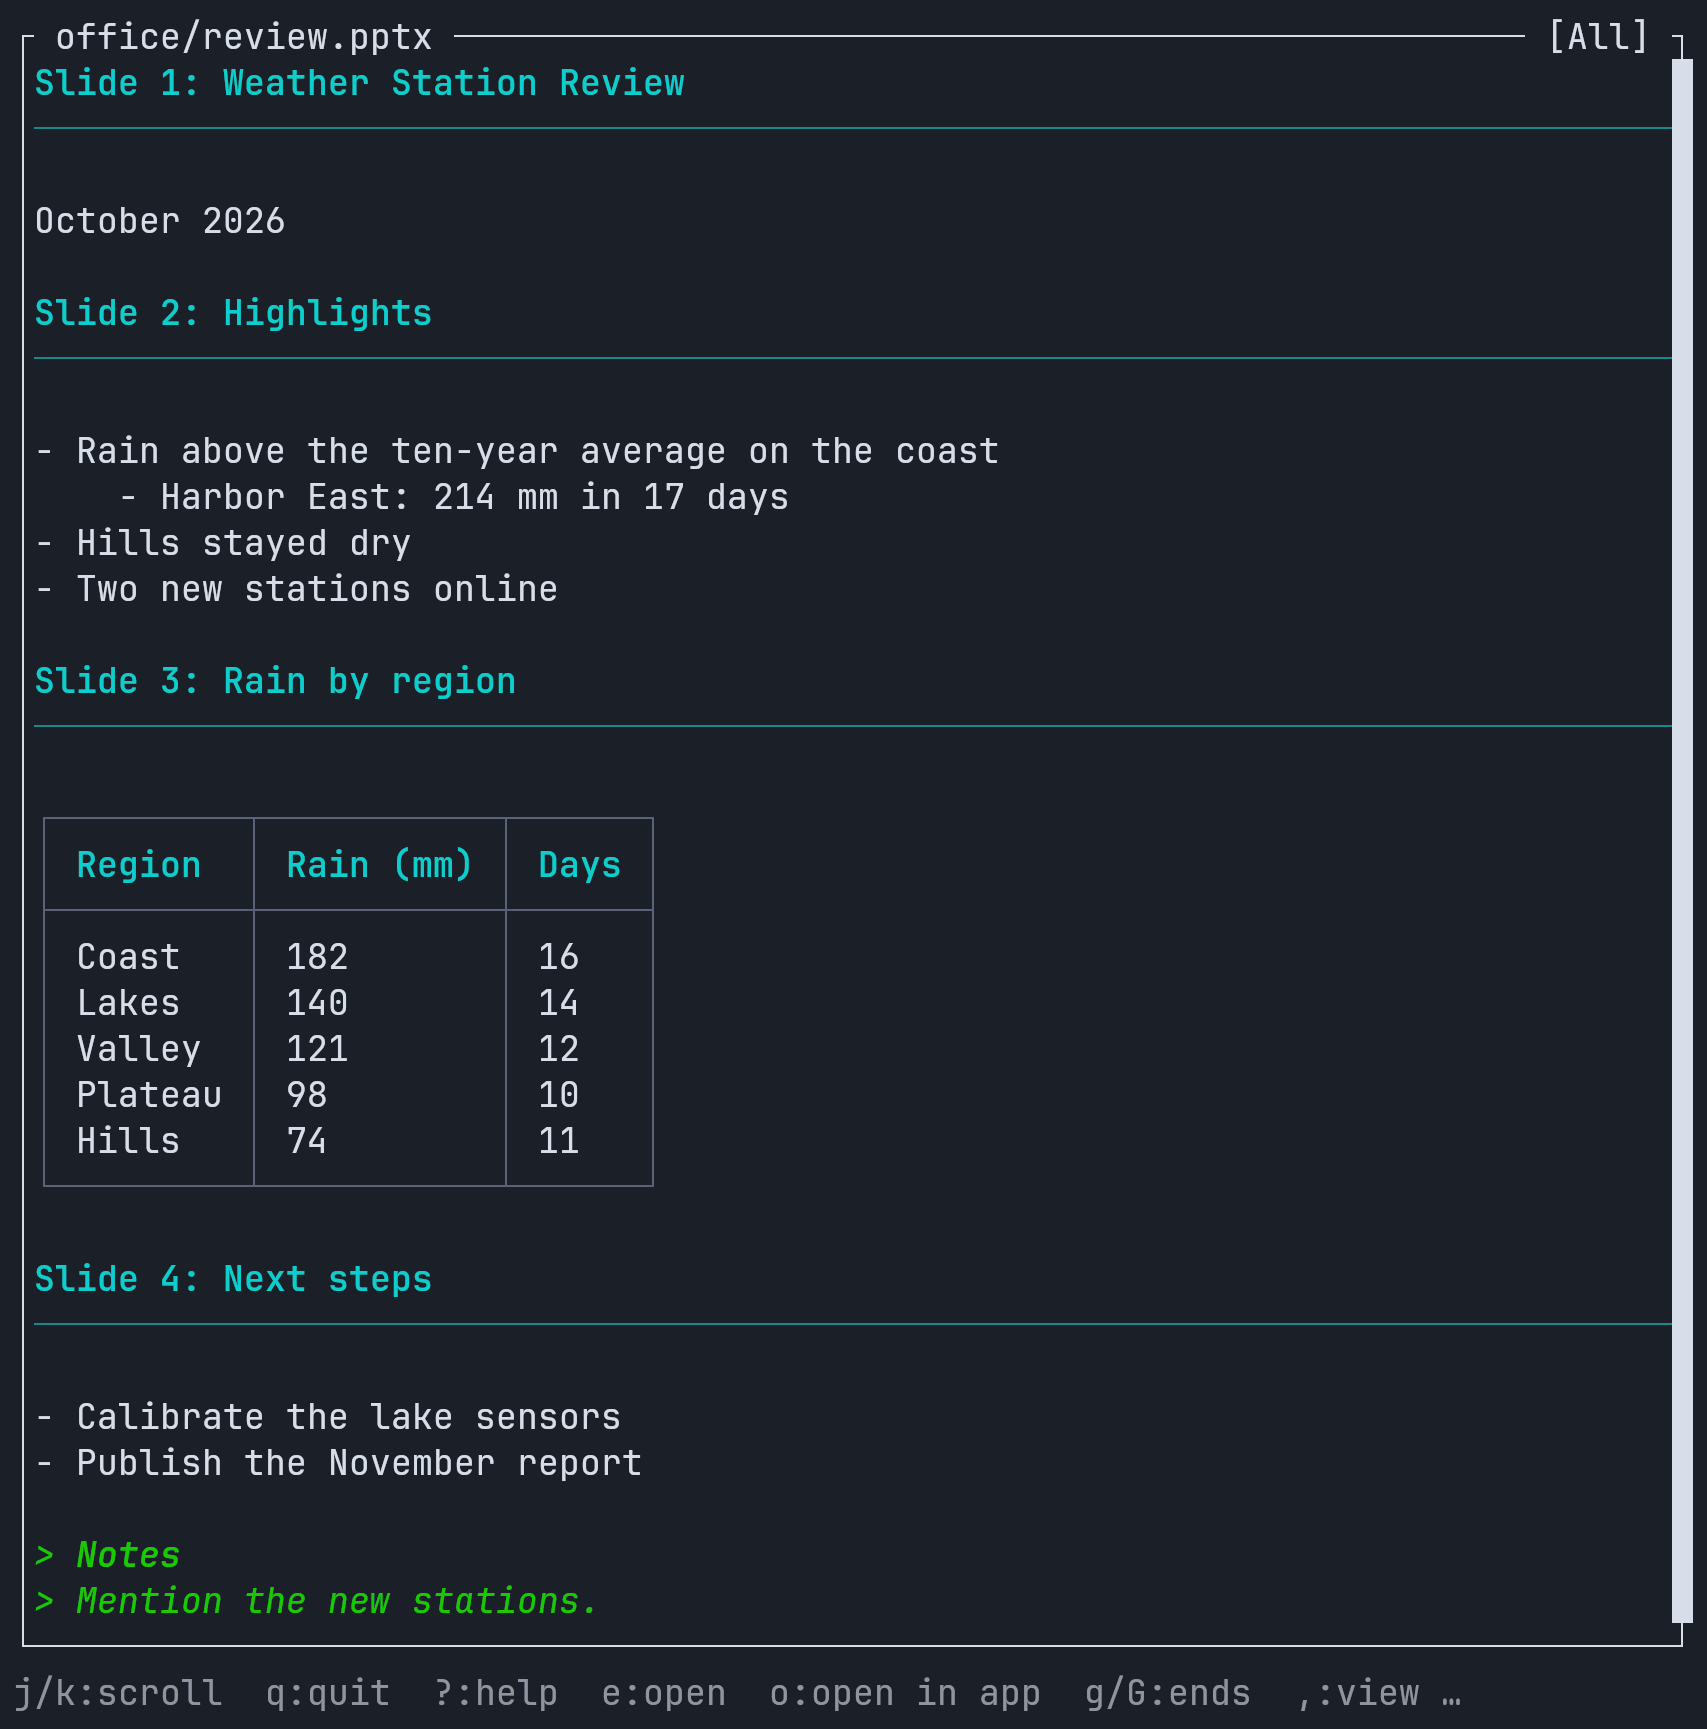 office/review.pptx [All]
Slide 1: Weather Station Review
October 2026
Slide 2: Highlights
- Rain above the ten-year average on the coast
    - Harbor East: 214 mm in 17 days
- Hills stayed dry
- Two new stations online
Slide 3: Rain by region
Region Rain (mm) Days
Coast 182 16
Lakes 140 14
Valley 121 12
Plateau 98 10
Hills 74 11
Slide 4: Next steps
- Calibrate the lake sensors
- Publish the November report
> Notes
> Mention the new stations.
j/k:scroll  q:quit  ?:help  e:open  o:open in app  g/G:ends  ,:view …